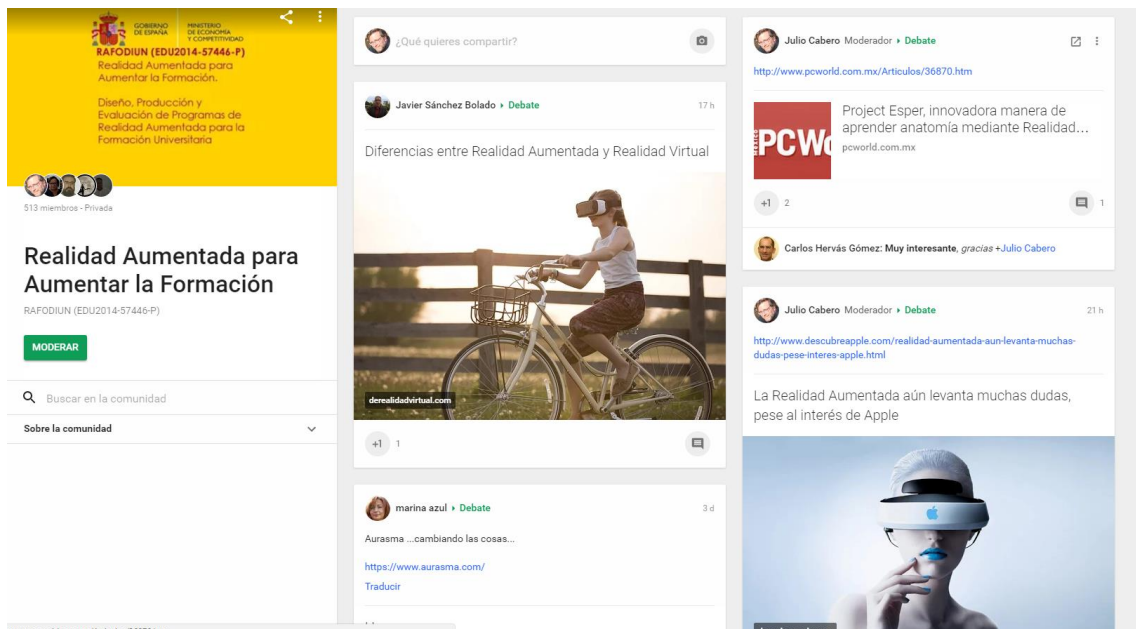 GOBIERNO
DE ESPAÑA
MINISTERIO
DE ECONOMÍA
Y COMPETITIVIDAD
RAFODIUN (EDU2014-57446-P)
Realidad Aumentada para
Aumentar la Formación.
Diseño, Producción y
Evaluación de Programas de
Realidad Aumentada para la
Formación Universitaria
513 miembros - Privada
Realidad Aumentada para
Aumentar la Formación
RAFODIUN (EDU2014-57446-P)
MODERAR
Buscar en la comunidad
Sobre la comunidad
¿Qué quieres compartir?
Javier Sánchez Bolado ▸ Debate 17 h
Diferencias entre Realidad Aumentada y Realidad Virtual
derealidadvirtual.com
+1 1
marina azul ▸ Debate 3 d
Aurasma ...cambiando las cosas...
https://www.aurasma.com/
Traducir
Julio Cabero Moderador ▸ Debate
http://www.pcworld.com.mx/Articulos/36870.htm
MÉXICO
PCWo
Project Esper, innovadora manera de
aprender anatomía mediante Realidad...
pcworld.com.mx
+1 2 1
Carlos Hervás Gómez: Muy interesante, gracias +Julio Cabero
Julio Cabero Moderador ▸ Debate 21 h
http://www.descubreapple.com/realidad-aumentada-aun-levanta-muchas-
dudas-pese-interes-apple.html
La Realidad Aumentada aún levanta muchas dudas,
pese al interés de Apple